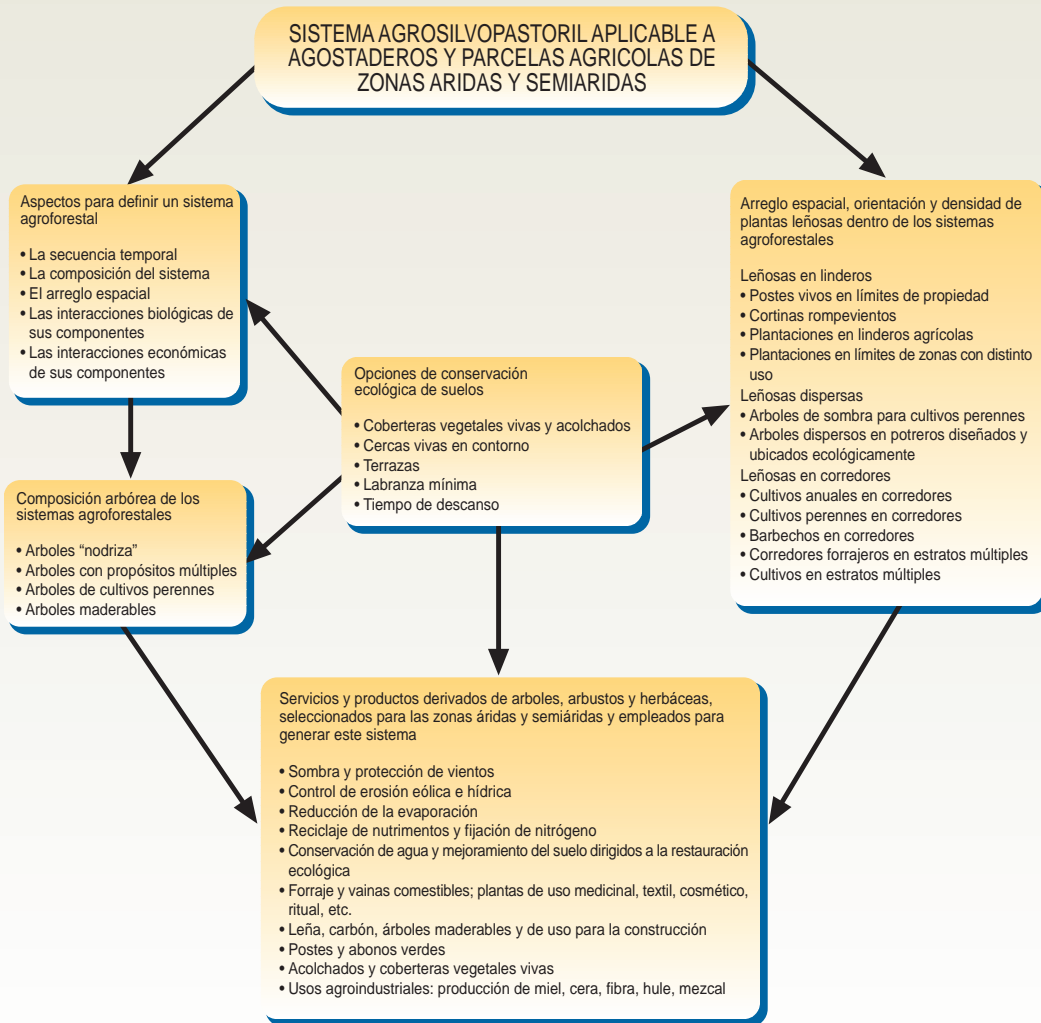 SISTEMA AGROSILVOPASTORIL APLICABLE A
AGOSTADEROS Y PARCELAS AGRICOLAS DE
ZONAS ARIDAS Y SEMIARIDAS
Aspectos para definir un sistema
agroforestal
• La secuencia temporal
• La composición del sistema
• El arreglo espacial
• Las interacciones biológicas de
sus componentes
• Las interacciones económicas
de sus componentes
Composición arbórea de los
sistemas agroforestales
• Arboles “nodriza”
• Arboles con propósitos múltiples
• Arboles de cultivos perennes
• Arboles maderables
Opciones de conservación
ecológica de suelos
• Coberteras vegetales vivas y acolchados
• Cercas vivas en contorno
• Terrazas
• Labranza mínima
• Tiempo de descanso
Arreglo espacial, orientación y densidad de
plantas leñosas dentro de los sistemas
agroforestales
Leñosas en linderos
• Postes vivos en límites de propiedad
• Cortinas rompevientos
• Plantaciones en linderos agrícolas
• Plantaciones en límites de zonas con distinto
uso
Leñosas dispersas
• Arboles de sombra para cultivos perennes
• Arboles dispersos en potreros diseñados y
ubicados ecológicamente
Leñosas en corredores
• Cultivos anuales en corredores
• Cultivos perennes en corredores
• Barbechos en corredores
• Corredores forrajeros en estratos múltiples
• Cultivos en estratos múltiples
Servicios y productos derivados de arboles, arbustos y herbáceas,
seleccionados para las zonas áridas y semiáridas y empleados para
generar este sistema
• Sombra y protección de vientos
• Control de erosión eólica e hídrica
• Reducción de la evaporación
• Reciclaje de nutrimentos y fijación de nitrógeno
• Conservación de agua y mejoramiento del suelo dirigidos a la restauración
ecológica
• Forraje y vainas comestibles; plantas de uso medicinal, textil, cosmético,
ritual, etc.
• Leña, carbón, árboles maderables y de uso para la construcción
• Postes y abonos verdes
• Acolchados y coberteras vegetales vivas
• Usos agroindustriales: producción de miel, cera, fibra, hule, mezcal